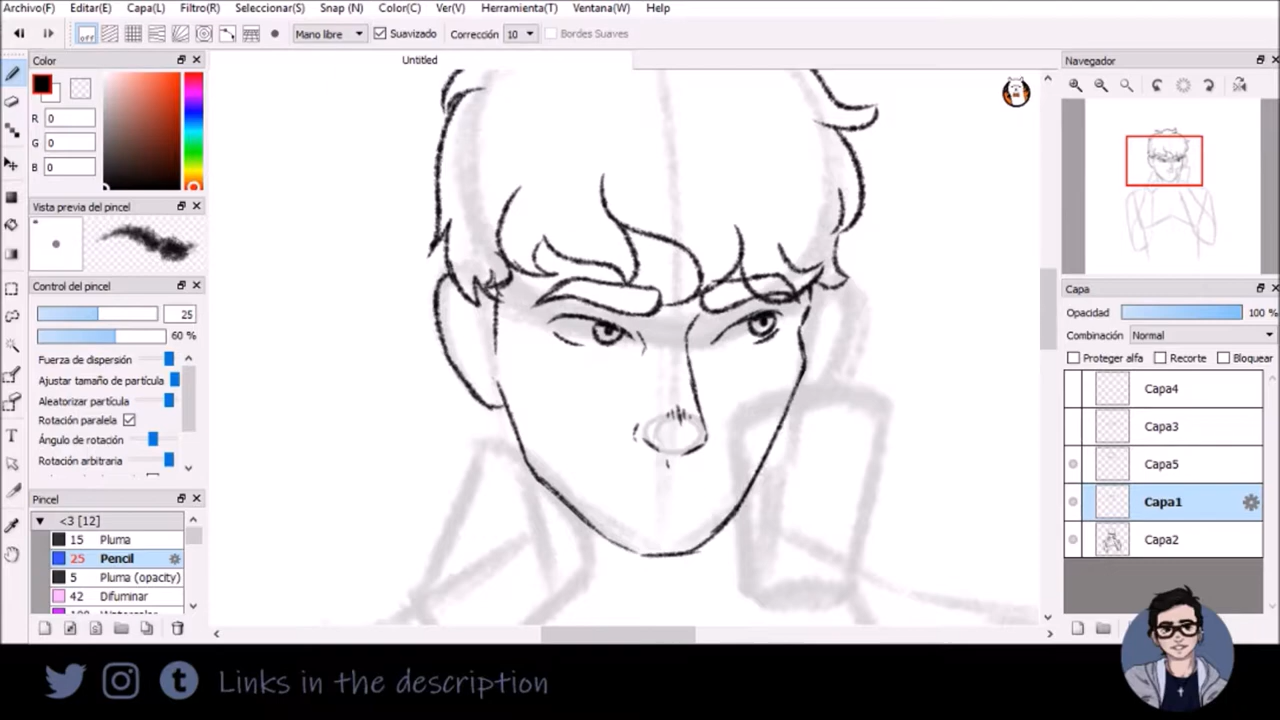 Archivo(F) Editar(E) Capa(L) Filtro(R) Seleccionar(S) Snap (N) Color(C) Ver(V) Herramienta(T) Ventana(W) Help
off Mano libre Suavizado Corrección 10 Bordes Suaves
Color
Untitled
Navegador
R 0
G 0
B 0
Vista previa del pincel
Control del pincel
25
60 %
Fuerza de dispersión
Ajustar tamaño de partícula
Aleatorizar partícula
Rotación paralela
Ángulo de rotación
Rotación arbitraria
Pincel
<3 [12]
15 Pluma
25 Pencil
5 Pluma (opacity)
42 Difuminar
Capa
Opacidad 100 %
Combinación Normal
Proteger alfa Recorte Bloquear
Capa4
Capa3
Capa5
Capa1
Capa2
Links in the description